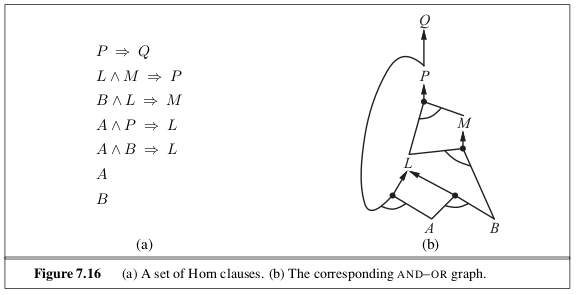 P ⇒ Q
L ∧ M ⇒ P
B ∧ L ⇒ M
A ∧ P ⇒ L
A ∧ B ⇒ L
A
B
(a)
Q
P
M
L
A
B
(b)
Figure 7.16 (a) A set of Horn clauses. (b) The corresponding AND–OR graph.